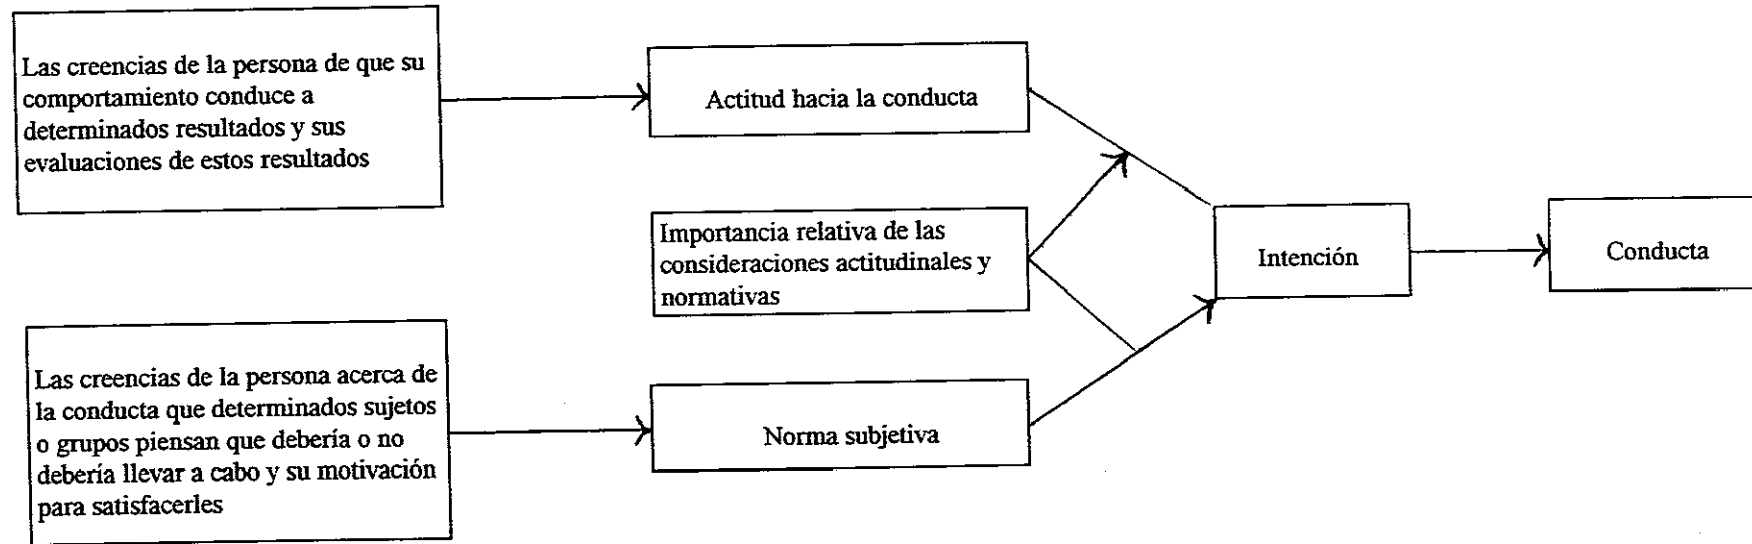 Las creencias de la persona de que su
comportamiento conduce a
determinados resultados y sus
evaluaciones de estos resultados
Actitud hacia la conducta
Importancia relativa de las
consideraciones actitudinales y
normativas
Intención
Conducta
Las creencias de la persona acerca de
la conducta que determinados sujetos
o grupos piensan que debería o no
debería llevar a cabo y su motivación
para satisfacerles
Norma subjetiva